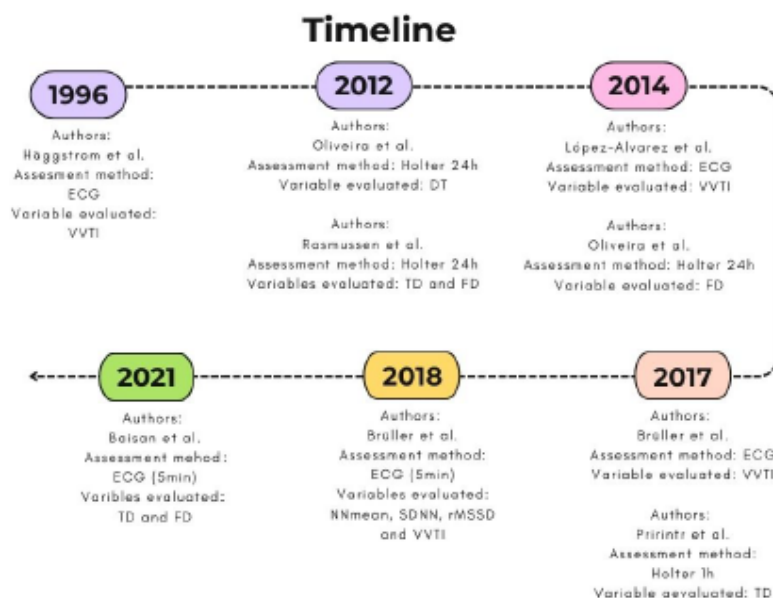 Timeline
1996
Authors:
Häggstrom et al.
Assesment method:
ECG
Variable evaluated:
VVTI
2012
Authors:
Oliveira et al.
Assessment method: Holter 24h
Variable evaluated: DT
Authors:
Rasmussen et al.
Assessment method: Holter 24h
Variables evaluated: TD and FD
2014
Authors:
López-Alvarez et al.
Assessment method: ECG
Variable evaluated: VVTI
Authors:
Oliveira et al.
Assessment method: Holter 24h
Variable evaluated: FD
2017
Authors:
Brüller et al.
Assessment method: ECG
Variable evaluated: VVTI
Authors:
Pririntr et al.
Assessment method:
Holter 1h
Variable aevaluated: TD
2018
Authors:
Brüller et al.
Assessment method:
ECG (5min)
Variables evaluated:
NNmean, SDNN, rMSSD
and VVTI
2021
Authors:
Baisan et al.
Assessment mehod:
ECG (5min)
Varibles evaluated:
TD and FD